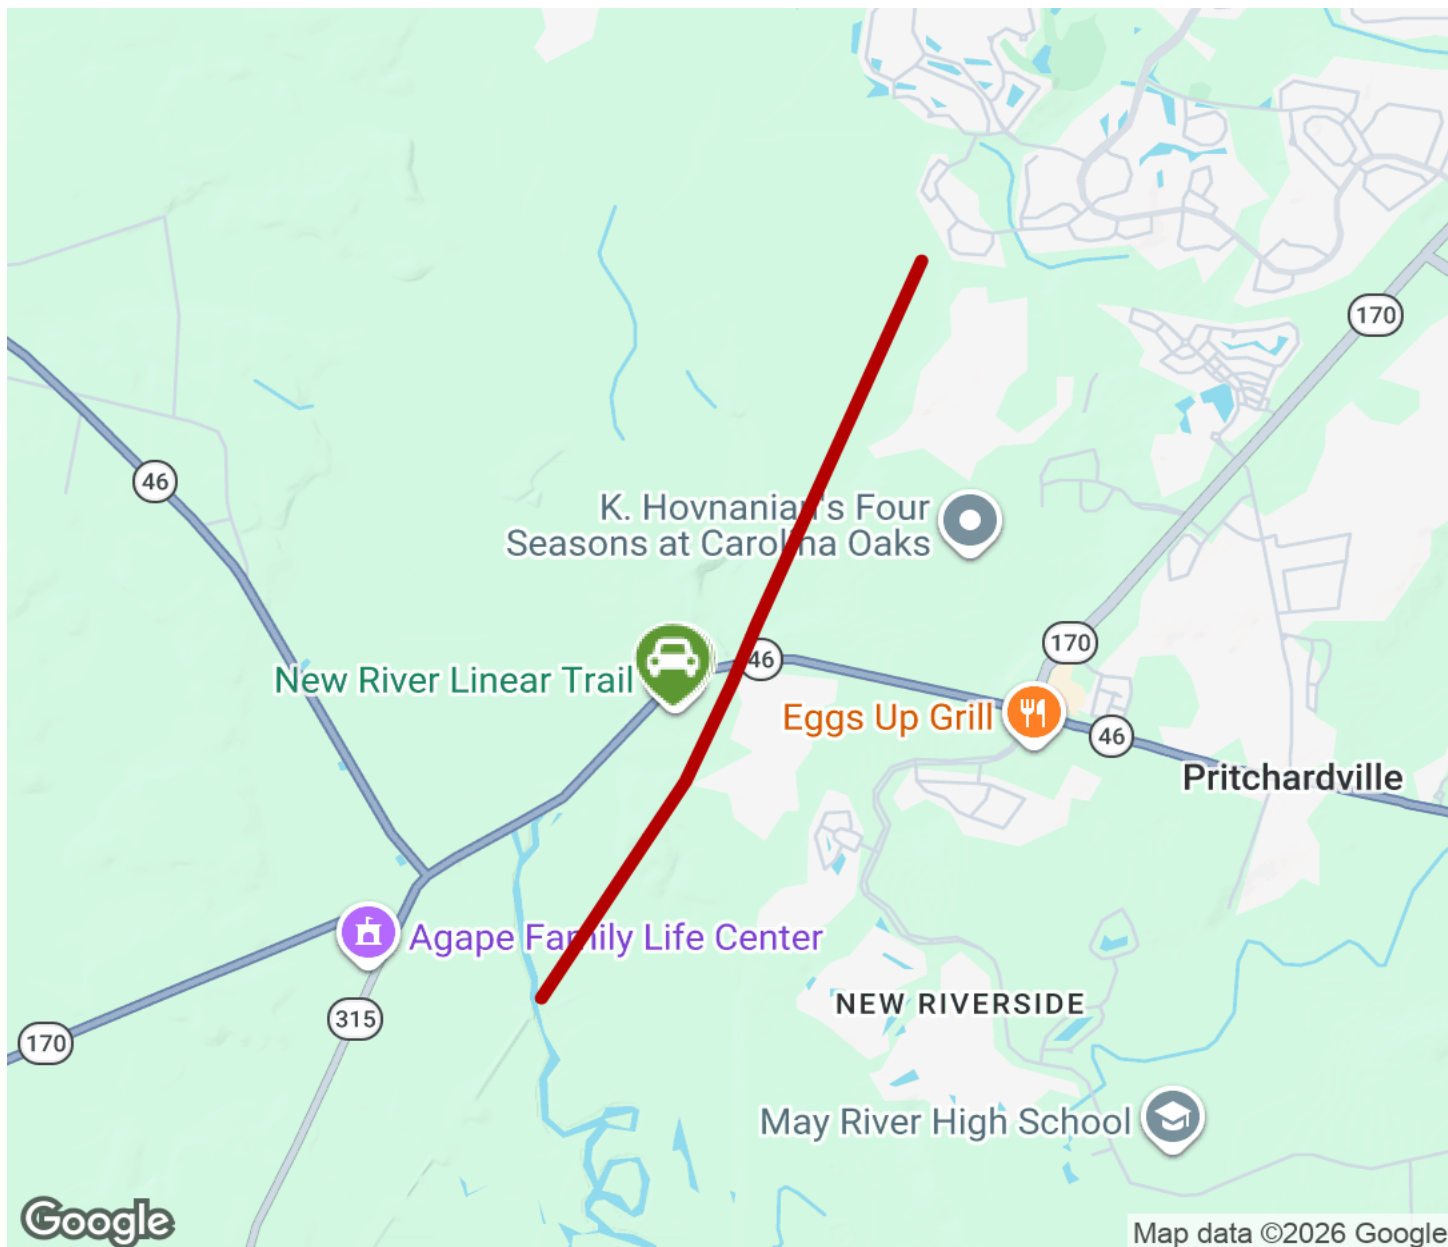 170
46
K. Hovnanian's Four
Seasons at Carolina Oaks
170
46
New River Linear Trail
Eggs Up Grill
46
Pritchardville
Agape Family Life Center
NEW RIVERSIDE
315
170
May River High School
Google
Map data ©2026 Google